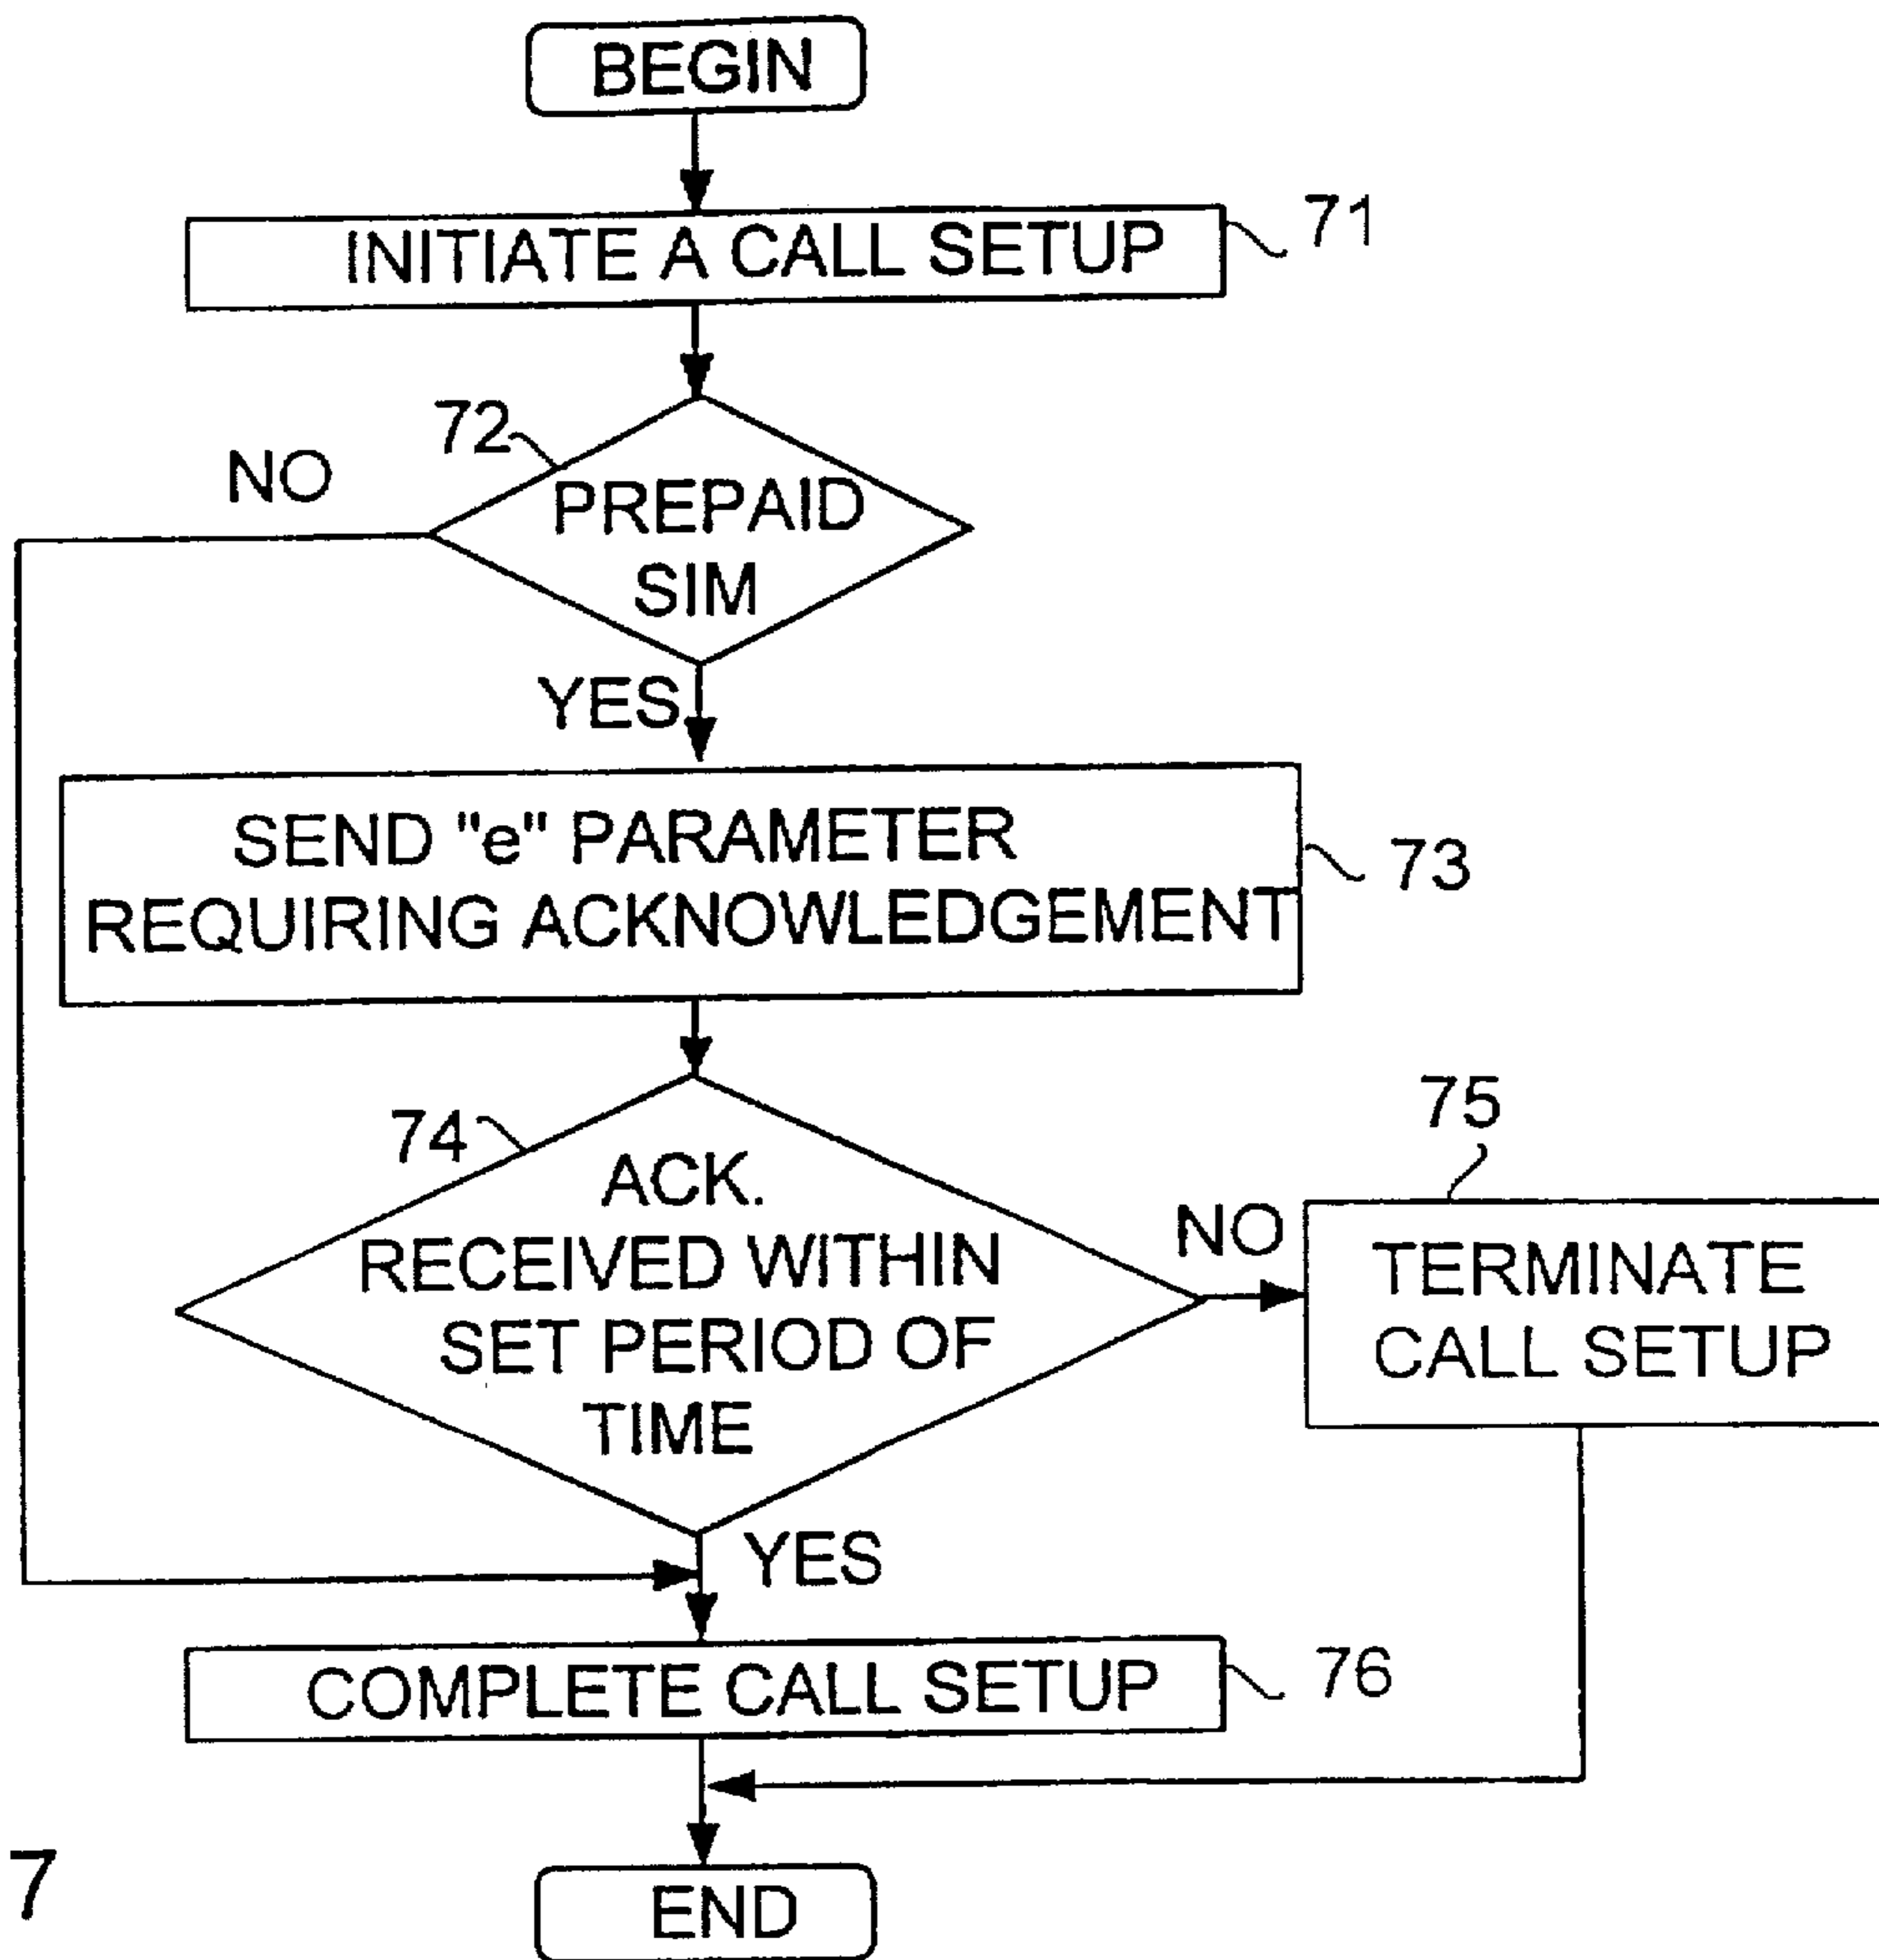 BEGIN
INITIATE A CALL SETUP
71
72
NO
PREPAID
SIM
YES
SEND "e" PARAMETER
REQUIRING ACKNOWLEDGEMENT
73
74
ACK.
RECEIVED WITHIN
SET PERIOD OF
TIME
NO
75
TERMINATE
CALL SETUP
YES
COMPLETE CALL SETUP
76
7
END